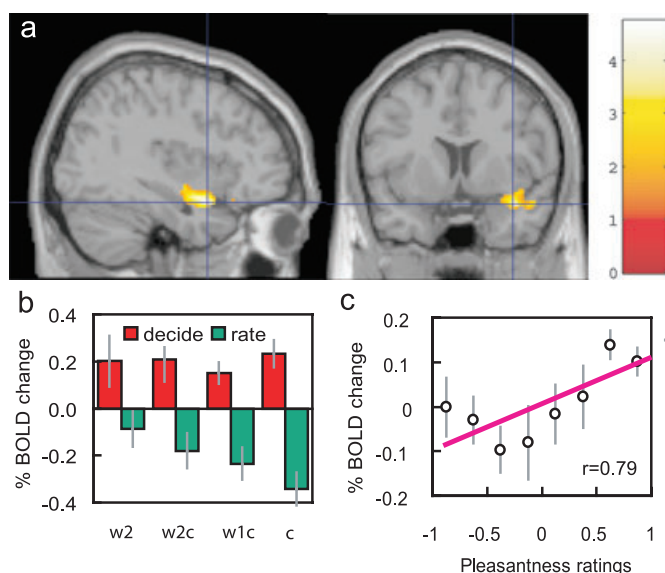 a
4
3
2
1
0
b
decide rate
% BOLD change
0.4
0.2
0.0
-0.2
-0.4
w2 w2c w1c c
c
% BOLD change
0.2
0.1
0
-0.1
-0.2
r=0.79
-1 -0.5 0 0.5 1
Pleasantness ratings